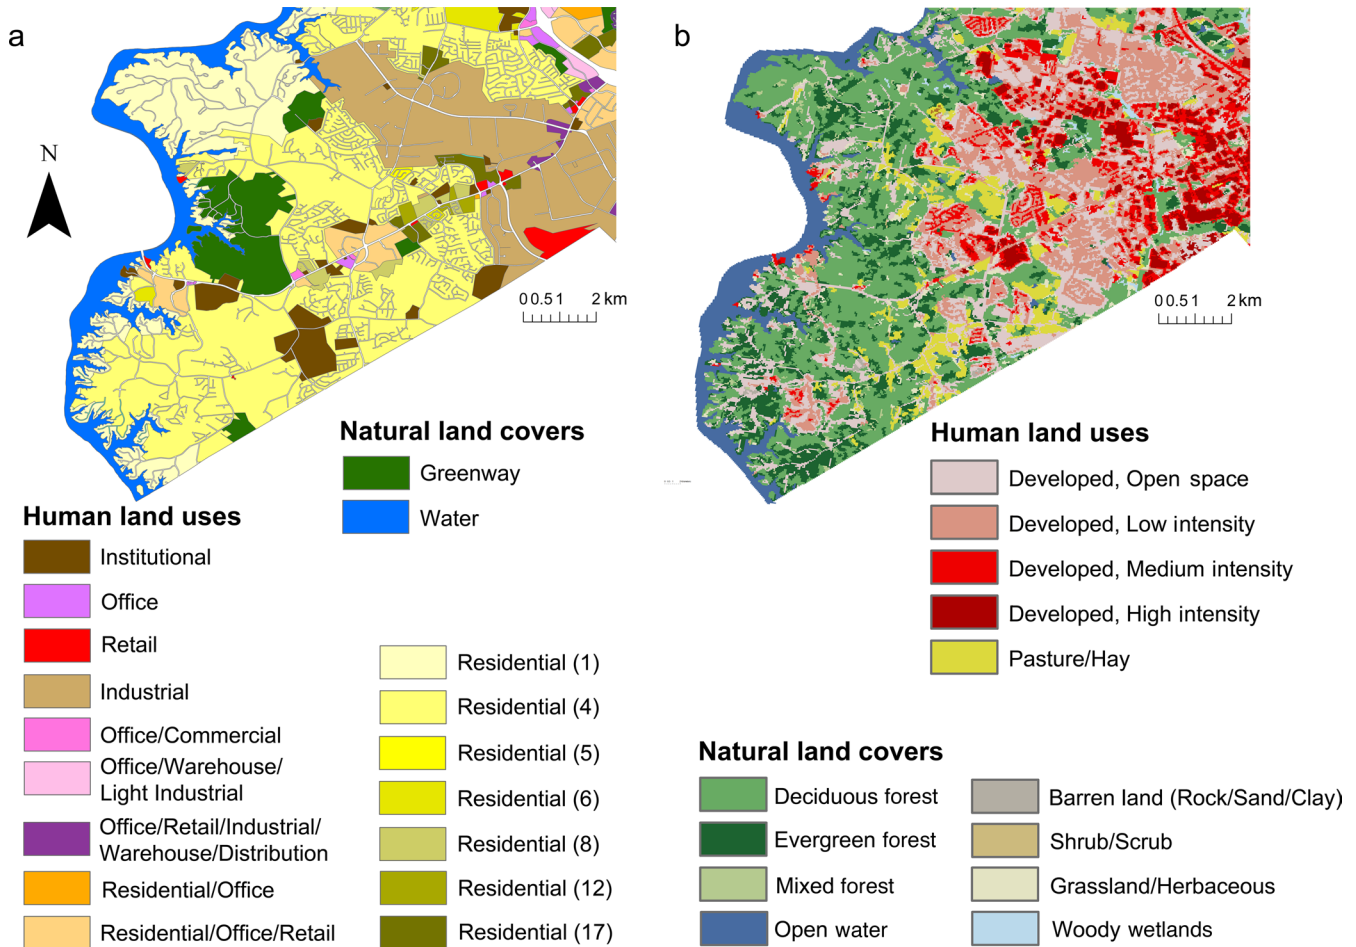 a
N
0 0.5 1 2 km
Natural land covers
Greenway
Water
Human land uses
Institutional
Office
Retail
Industrial
Office/Commercial
Office/Warehouse/
Light Industrial
Office/Retail/Industrial/
Warehouse/Distribution
Residential/Office
Residential/Office/Retail
Residential (1)
Residential (4)
Residential (5)
Residential (6)
Residential (8)
Residential (12)
Residential (17)
b
0 0.5 1 2 km
Human land uses
Developed, Open space
Developed, Low intensity
Developed, Medium intensity
Developed, High intensity
Pasture/Hay
Natural land covers
Deciduous forest
Evergreen forest
Mixed forest
Open water
Barren land (Rock/Sand/Clay)
Shrub/Scrub
Grassland/Herbaceous
Woody wetlands